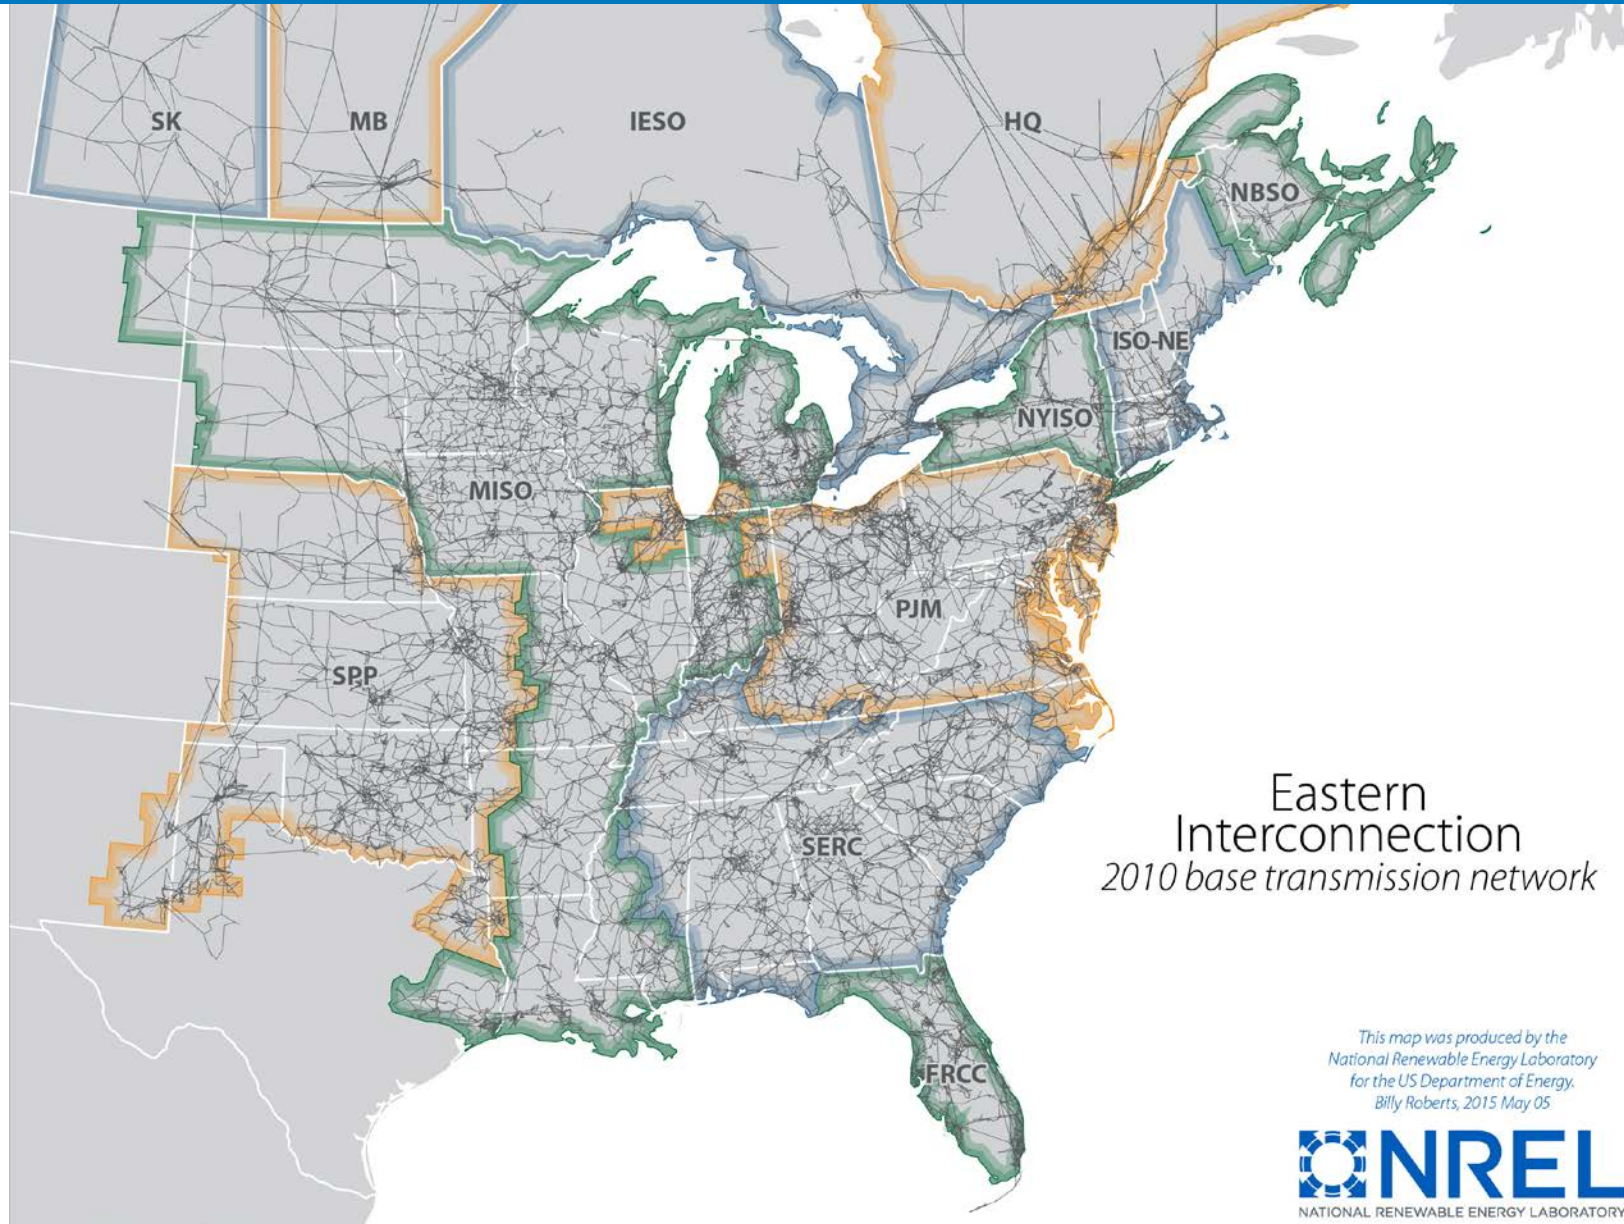 SK
MB
IESO
HQ
NBSO
ISO-NE
NYISO
MISO
PJM
SPP
SERC
FRCC
Eastern
Interconnection
2010 base transmission network
This map was produced by the
National Renewable Energy Laboratory
for the US Department of Energy.
Billy Roberts, 2015 May 05
NREL
NATIONAL RENEWABLE ENERGY LABORATORY